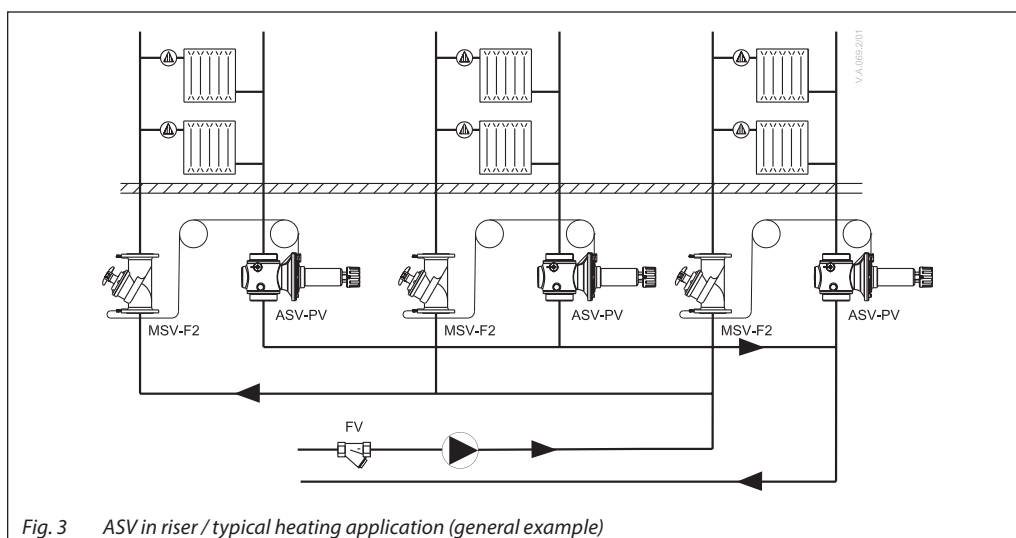 V.A.069.2/01
MSV-F2
ASV-PV
MSV-F2
ASV-PV
MSV-F2
ASV-PV
FV
Fig. 3 ASV in riser / typical heating application (general example)